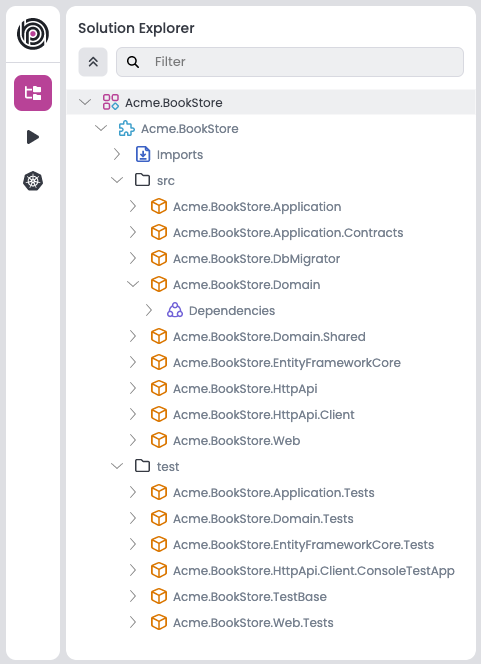 Solution Explorer
Filter
Acme.BookStore
Acme.BookStore
Imports
src
Acme.BookStore.Application
Acme.BookStore.Application.Contracts
Acme.BookStore.DbMigrator
Acme.BookStore.Domain
Dependencies
Acme.BookStore.Domain.Shared
Acme.BookStore.EntityFrameworkCore
Acme.BookStore.HttpApi
Acme.BookStore.HttpApi.Client
Acme.BookStore.Web
test
Acme.BookStore.Application.Tests
Acme.BookStore.Domain.Tests
Acme.BookStore.EntityFrameworkCore.Tests
Acme.BookStore.HttpApi.Client.ConsoleTestApp
Acme.BookStore.TestBase
Acme.BookStore.Web.Tests